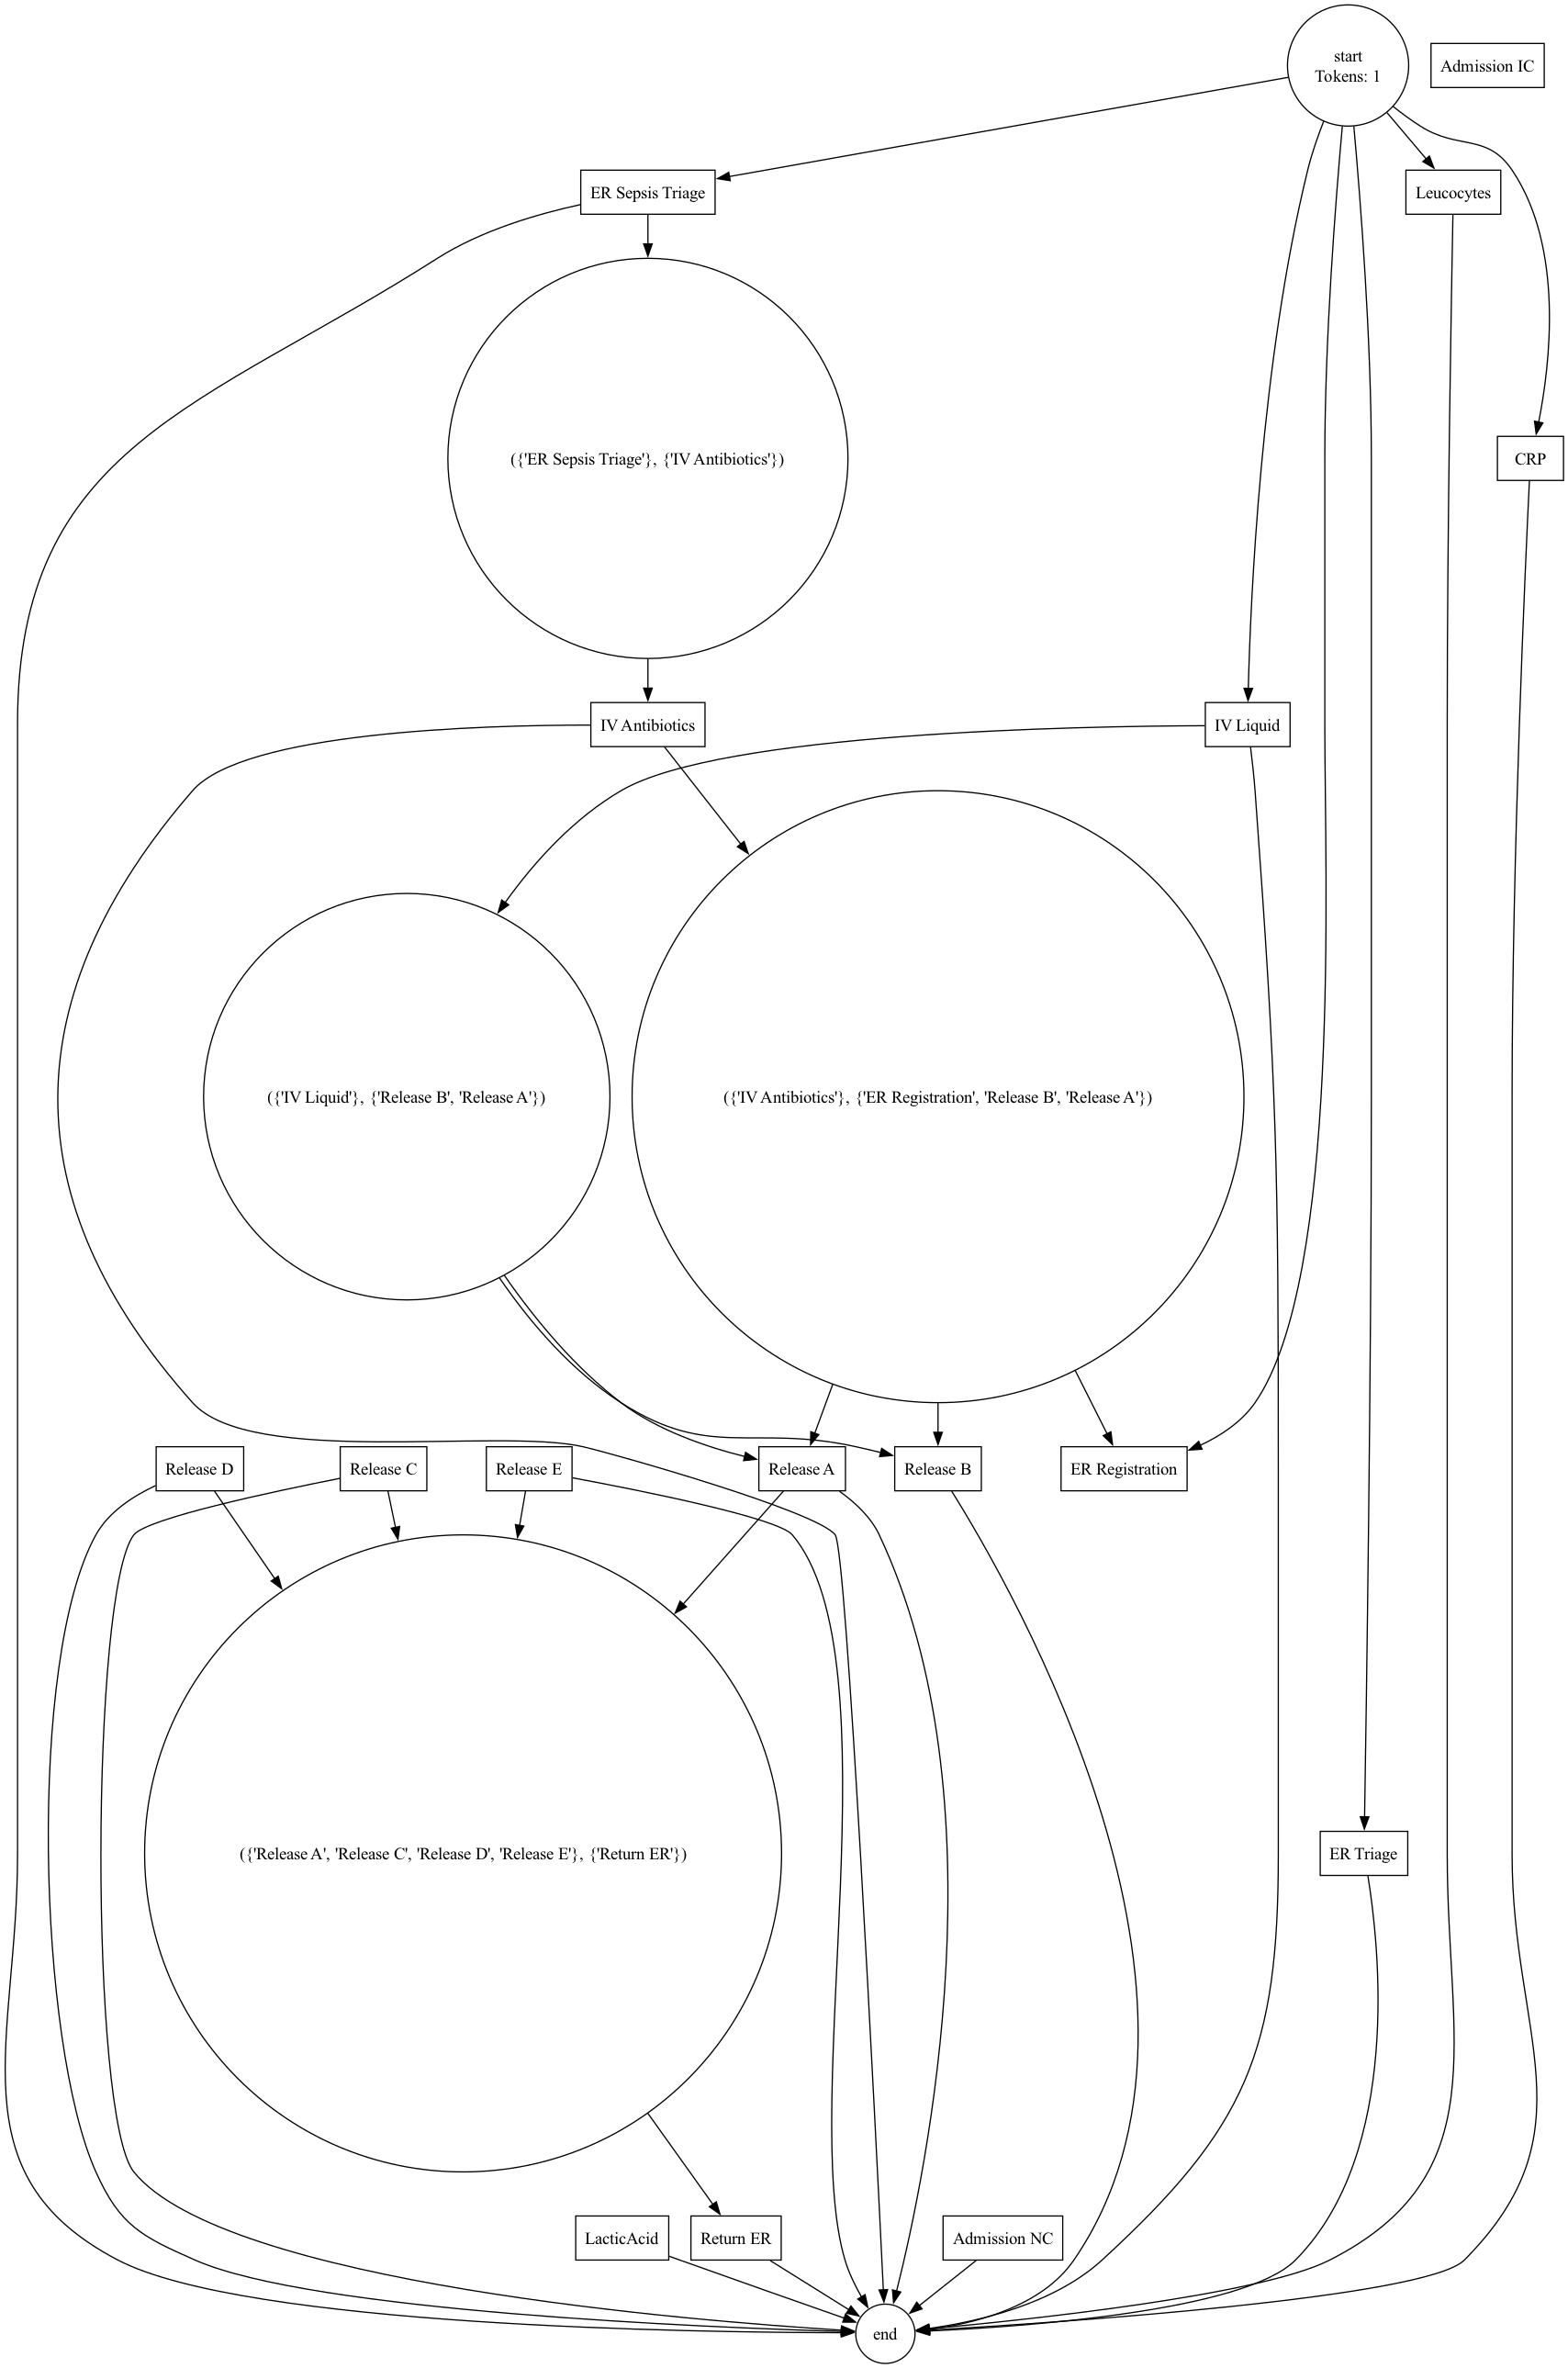 start
Tokens: 1
Admission IC
ER Sepsis Triage
Leucocytes
({'ER Sepsis Triage'}, {'IV Antibiotics'})
CRP
IV Antibiotics
IV Liquid
({'IV Liquid'}, {'Release B', 'Release A'})
({'IV Antibiotics'}, {'ER Registration', 'Release B', 'Release A'})
Release D
Release C
Release E
Release A
Release B
ER Registration
({'Release A', 'Release C', 'Release D', 'Release E'}, {'Return ER'})
ER Triage
LacticAcid
Return ER
Admission NC
end